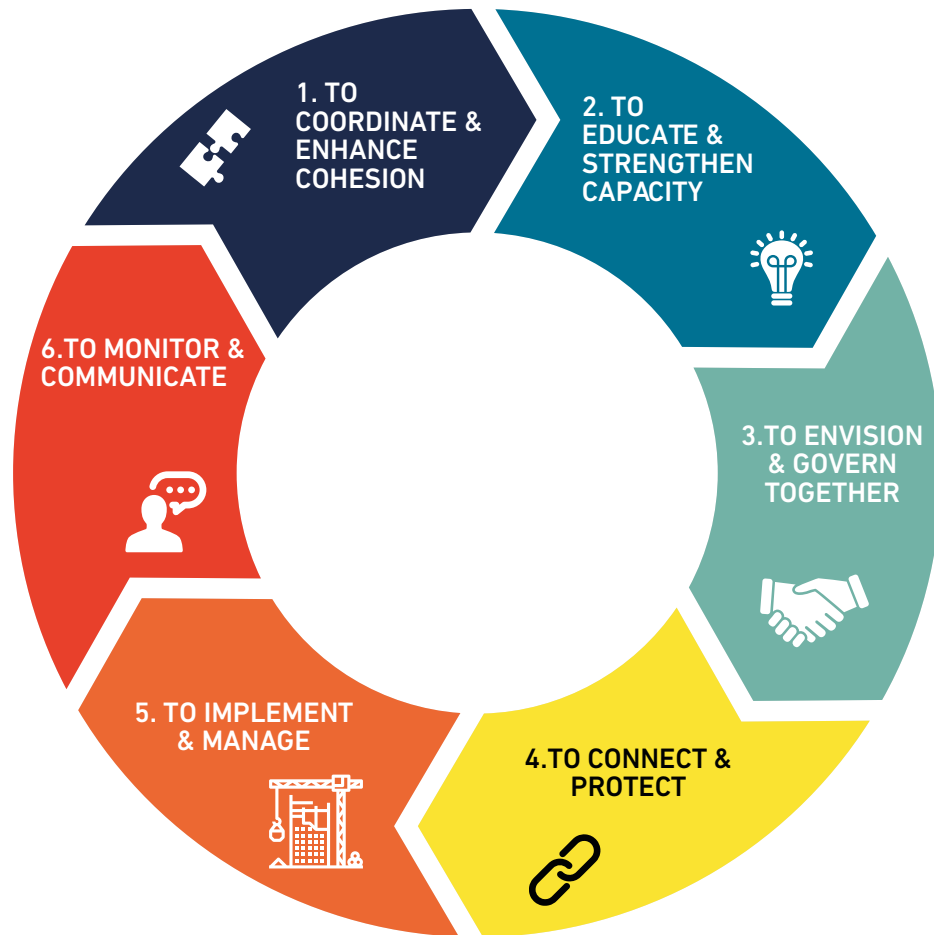 1. TO
COORDINATE &
ENHANCE
COHESION
2. TO
EDUCATE &
STRENGTHEN
CAPACITY
3.TO ENVISION
& GOVERN
TOGETHER
4.TO CONNECT &
PROTECT
5. TO IMPLEMENT
& MANAGE
6.TO MONITOR &
COMMUNICATE